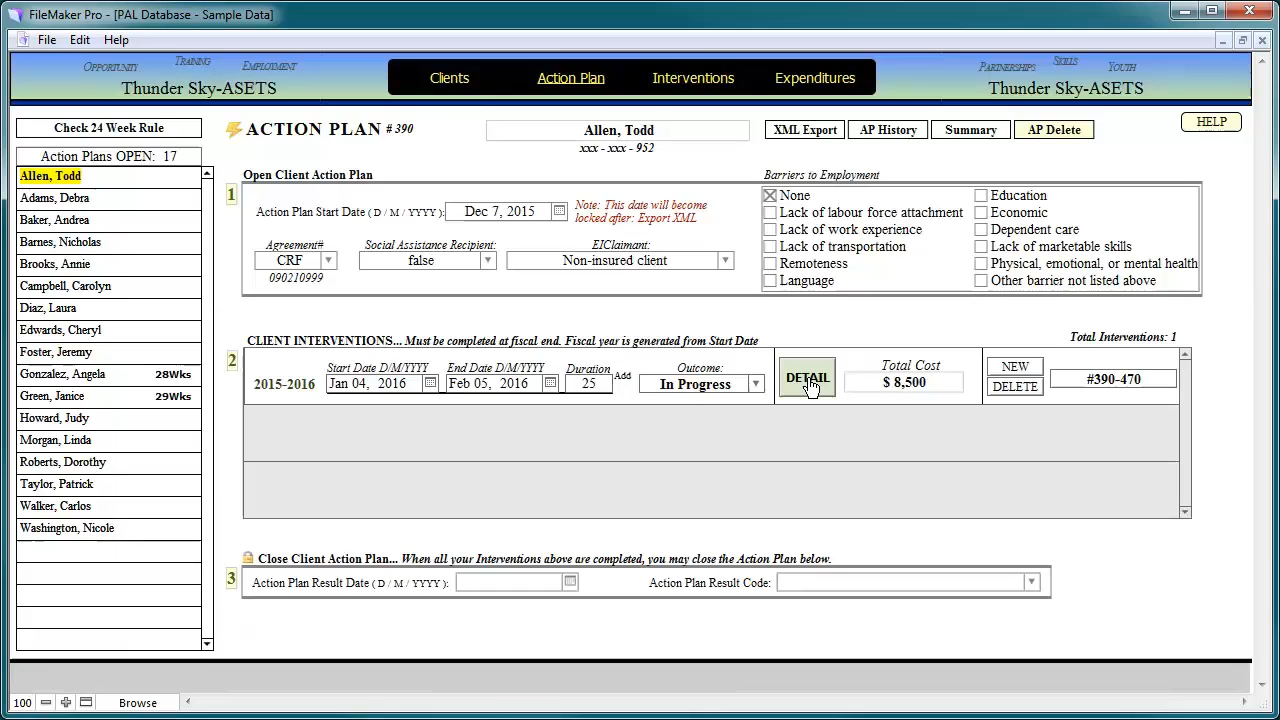 FileMaker Pro - [PAL Database - Sample Data]
File Edit Help
OPPORTUNITY TRAINING EMPLOYMENT
Thunder Sky-ASETS
Clients Action Plan Interventions Expenditures
PARTNERSHIPS SKILLS YOUTH
Thunder Sky-ASETS
Check 24 Week Rule
Action Plans OPEN: 17
Allen, Todd
Adams, Debra
Baker, Andrea
Barnes, Nicholas
Brooks, Annie
Campbell, Carolyn
Diaz, Laura
Edwards, Cheryl
Foster, Jeremy
Gonzalez, Angela 28Wks
Green, Janice 29Wks
Howard, Judy
Morgan, Linda
Roberts, Dorothy
Taylor, Patrick
Walker, Carlos
Washington, Nicole
ACTION PLAN # 390
Allen, Todd
xxx - xxx - 952
XML Export AP History Summary AP Delete
HELP
1
Open Client Action Plan
Action Plan Start Date ( D / M / YYYY ): Dec 7, 2015
Note: This date will become
locked after: Export XML
Agreement# Social Assistance Recipient: EIClaimant:
CRF false Non-insured client
090210999
Barriers to Employment
None Education
Lack of labour force attachment Economic
Lack of work experience Dependent care
Lack of transportation Lack of marketable skills
Remoteness Physical, emotional, or mental health
Language Other barrier not listed above
2
CLIENT INTERVENTIONS... Must be completed at fiscal end. Fiscal year is generated from Start Date
Total Interventions: 1
Start Date D/M/YYYY End Date D/M/YYYY Duration Outcome: Total Cost
2015-2016 Jan 04, 2016 Feb 05, 2016 25 Add In Progress DETAIL $ 8,500
NEW
DELETE
#390-470
3
Close Client Action Plan... When all your Interventions above are completed, you may close the Action Plan below.
Action Plan Result Date ( D / M / YYYY ): Action Plan Result Code:
100 Browse